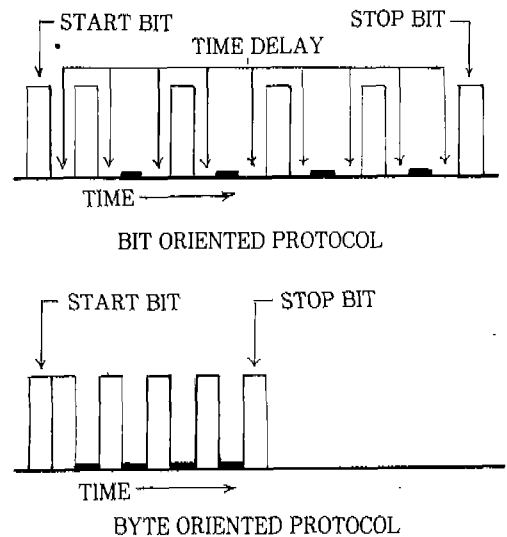 START BIT STOP BIT
TIME DELAY
TIME
BIT ORIENTED PROTOCOL
START BIT STOP BIT
TIME
BYTE ORIENTED PROTOCOL